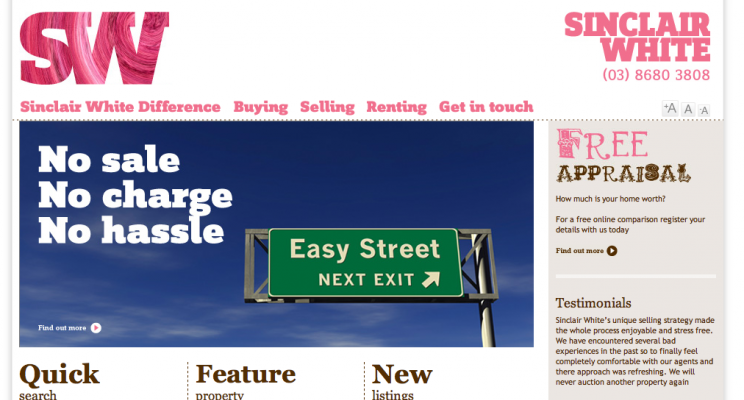 SW
SINCLAIR
WHITE
(03) 8680 3808
Sinclair White Difference Buying Selling Renting Get in touch
+A A -A
No sale
No charge
No hassle
Easy Street
NEXT EXIT
Find out more
FREE
APPRAISAL
How much is your home worth?
For a free online comparison register your
details with us today
Find out more
Testimonials
Sinclair White's unique selling strategy made
the whole process enjoyable and stress free.
We have encountered several bad
experiences in the past so to finally feel
completely comfortable with our agents and
there approach was refreshing. We will
never auction another property again
Quick
search
Feature
property
New
listings